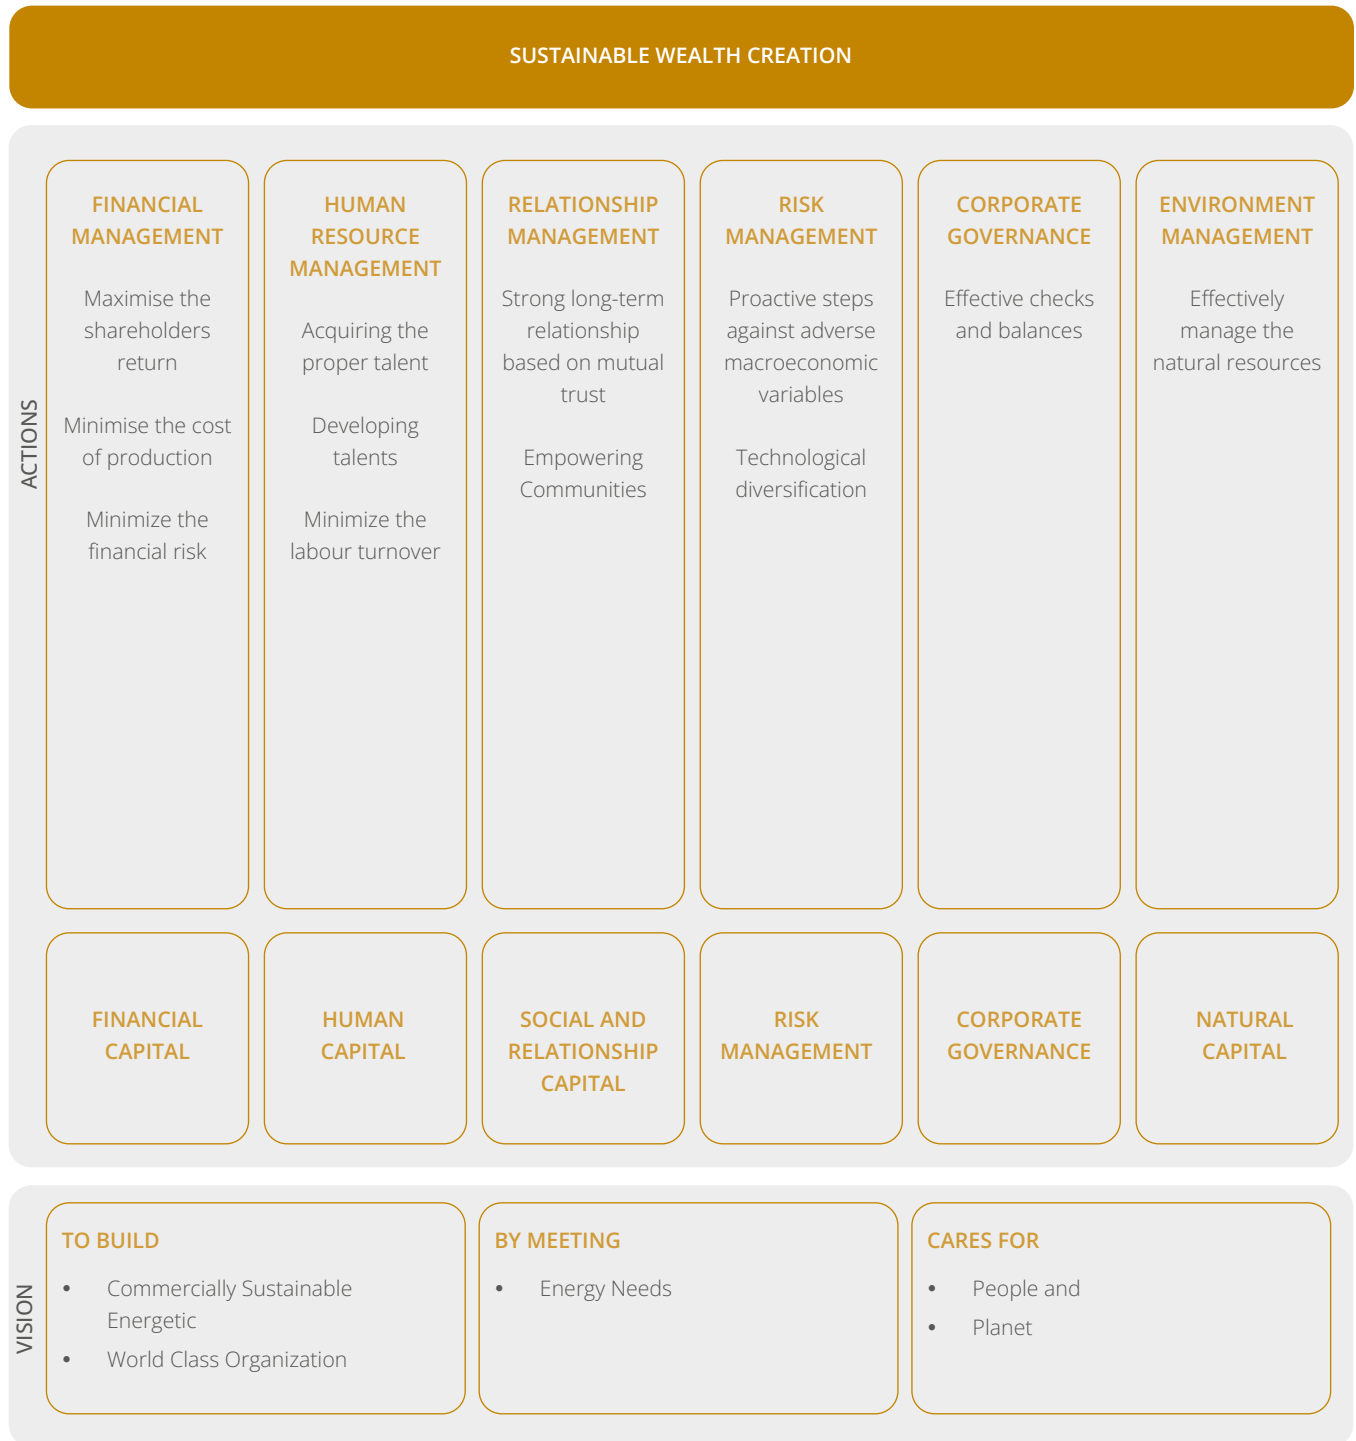 SUSTAINABLE WEALTH CREATION
ACTIONS
FINANCIAL
MANAGEMENT
Maximise the
shareholders
return
Minimise the cost
of production
Minimize the
financial risk
HUMAN
RESOURCE
MANAGEMENT
Acquiring the
proper talent
Developing
talents
Minimize the
labour turnover
RELATIONSHIP
MANAGEMENT
Strong long-term
relationship
based on mutual
trust
Empowering
Communities
RISK
MANAGEMENT
Proactive steps
against adverse
macroeconomic
variables
Technological
diversification
CORPORATE
GOVERNANCE
Effective checks
and balances
ENVIRONMENT
MANAGEMENT
Effectively
manage the
natural resources
FINANCIAL
CAPITAL
HUMAN
CAPITAL
SOCIAL AND
RELATIONSHIP
CAPITAL
RISK
MANAGEMENT
CORPORATE
GOVERNANCE
NATURAL
CAPITAL
VISION
TO BUILD
• Commercially Sustainable
Energetic
• World Class Organization
BY MEETING
• Energy Needs
CARES FOR
• People and
• Planet